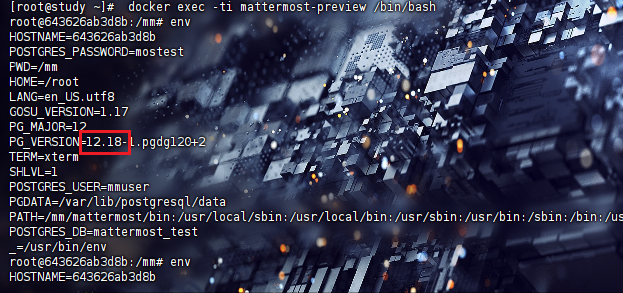 [root@study ~]#  docker exec -ti mattermost-preview /bin/bash
root@643626ab3d8b:/mm# env
HOSTNAME=643626ab3d8b
POSTGRES_PASSWORD=mostest
PWD=/mm
HOME=/root
LANG=en_US.utf8
GOSU_VERSION=1.17
PG_MAJOR=12
PG_VERSION=12.18-1.pgdg120+2
TERM=xterm
SHLVL=1
POSTGRES_USER=mmuser
PGDATA=/var/lib/postgresql/data
PATH=/mm/mattermost/bin:/usr/local/sbin:/usr/local/bin:/usr/sbin:/usr/bin:/sbin:/bin:/us
POSTGRES_DB=mattermost_test
_=/usr/bin/env
root@643626ab3d8b:/mm# env
HOSTNAME=643626ab3d8b